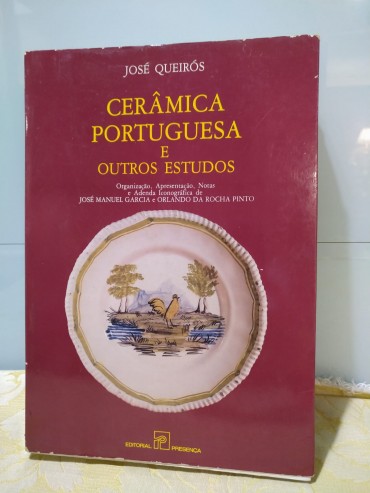 JOSÉ QUEIRÓS
CERÂMICA
PORTUGUESA
E
OUTROS ESTUDOS
Organização, Apresentação, Notas
e Adenda Iconográfica de
JOSÉ MANUEL GARCIA e ORLANDO DA ROCHA PINTO
EDITORIAL PRESENÇA